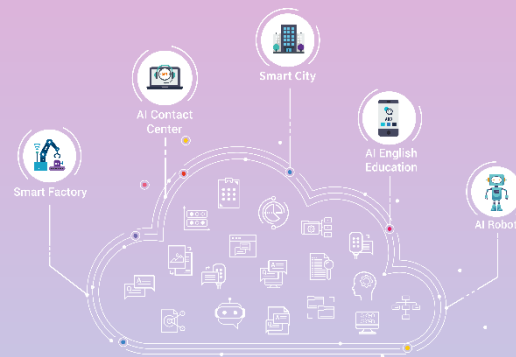 Smart City
AI Contact
Center
AI English
Education
Smart Factory
AI Robot